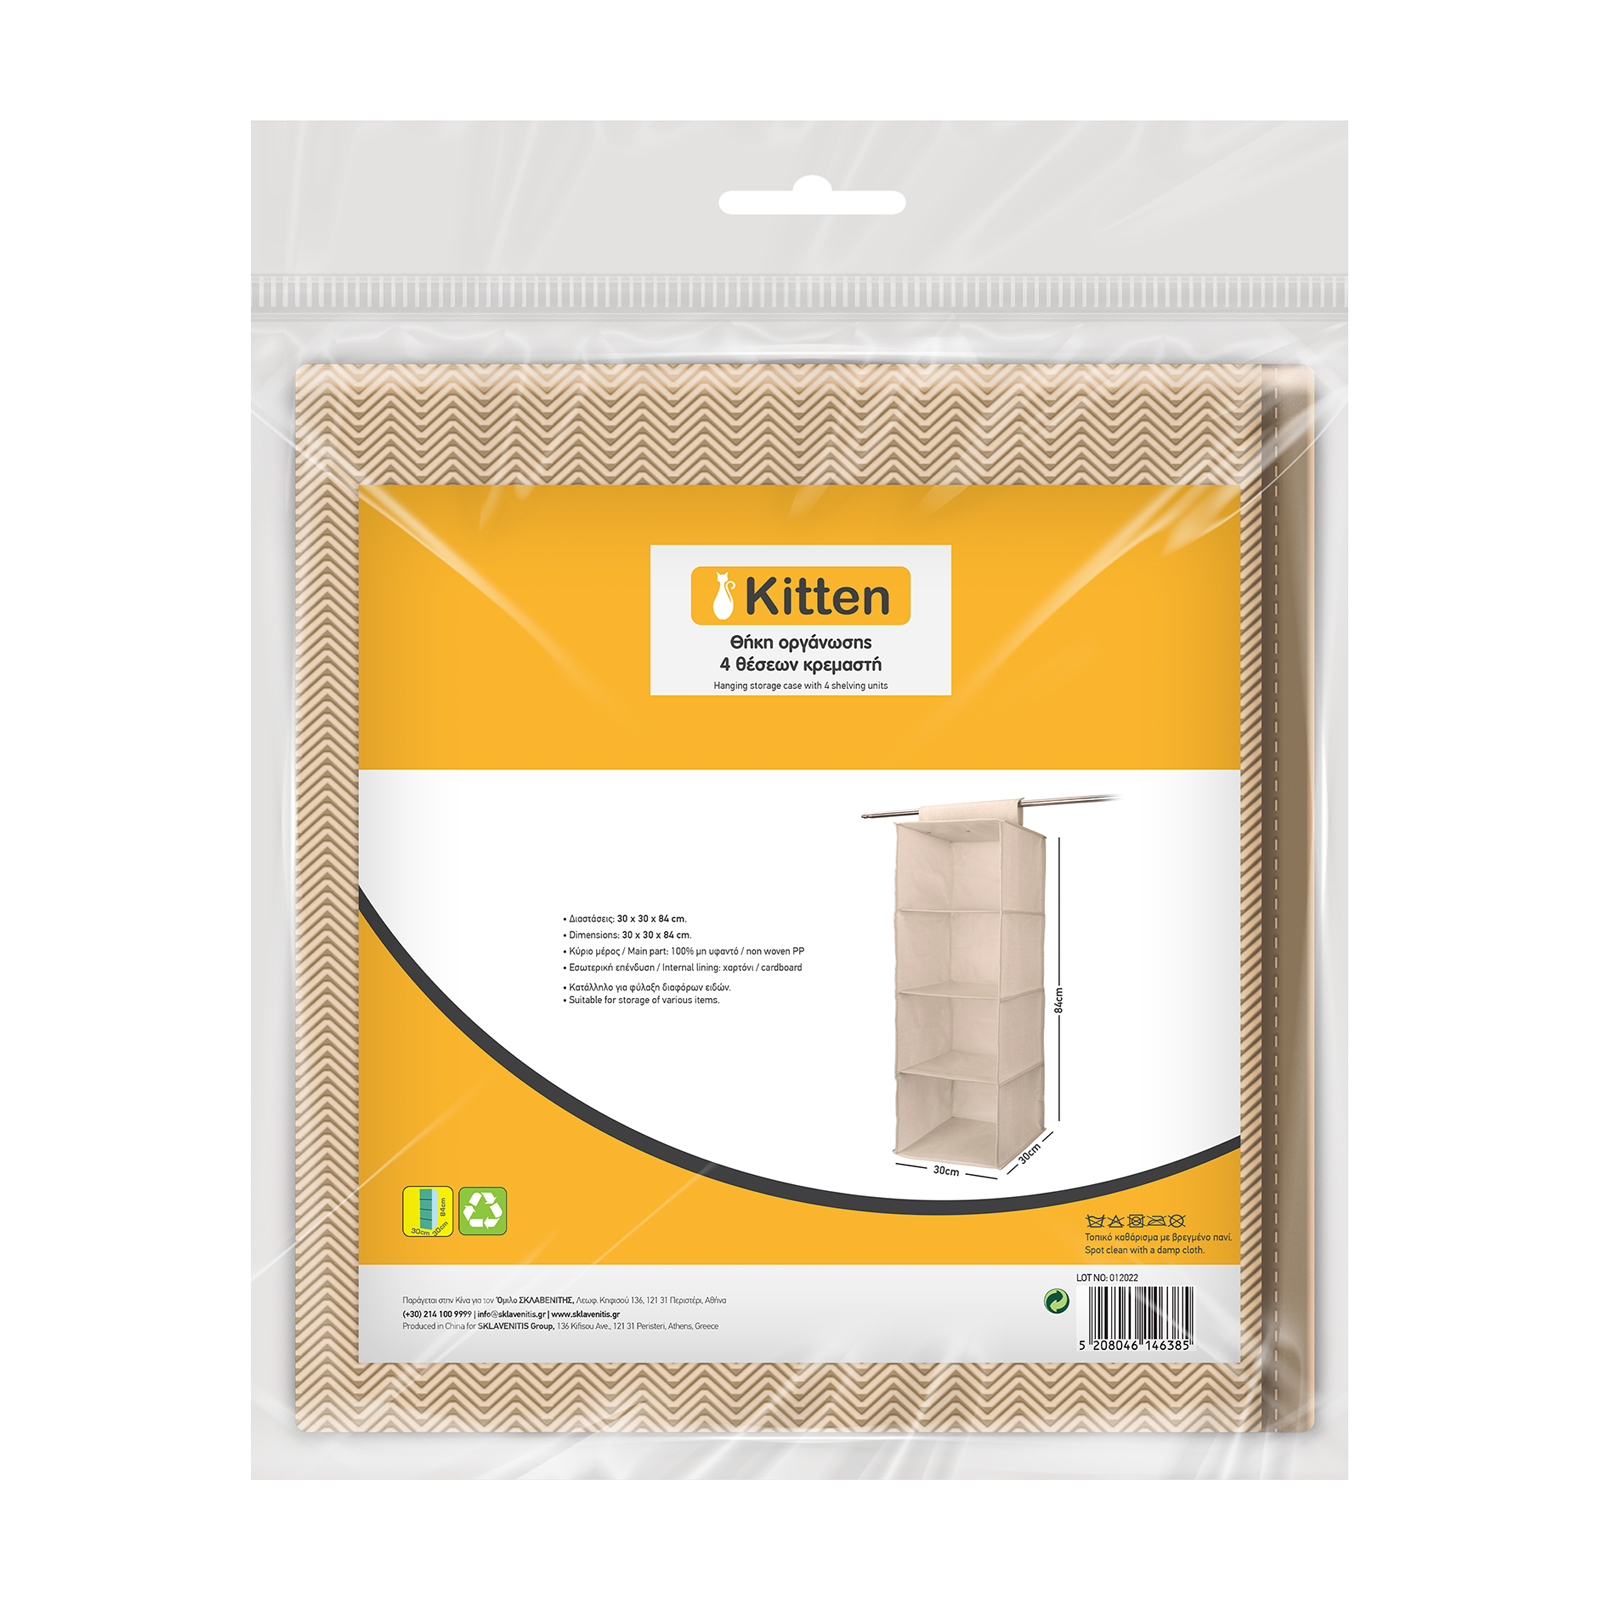 Kitten
Θήκη οργάνωσης
4 θέσεων κρεμαστή
Hanging storage case with 4 shelving units
• Διαστάσεις: 30 x 30 x 84 cm.
• Dimensions: 30 x 30 x 84 cm.
• Κύριο μέρος / Main part: 100% μη υφαντό / non woven PP
• Εσωτερική επένδυση / Internal lining: χαρτόνι / cardboard
• Κατάλληλο για φύλαξη διαφόρων ειδών.
• Suitable for storage of various items.
84cm
30cm
30cm
84cm
30cm
30cm
Τοπικό καθάρισμα με βρεγμένο πανί.
Spot clean with a damp cloth.
LOT NO: 012022
Παράγεται στην Κίνα για τον Όμιλο ΣΚΛΑΒΕΝΙΤΗΣ, Λεωφ. Κηφισού 136, 121 31 Περιστέρι, Αθήνα
(+30) 214 100 9999 | info@sklavenitis.gr | www.sklavenitis.gr
Produced in China for SKLAVENITIS Group, 136 Kifisou Ave., 121 31 Peristeri, Athens, Greece
5 208046 146385